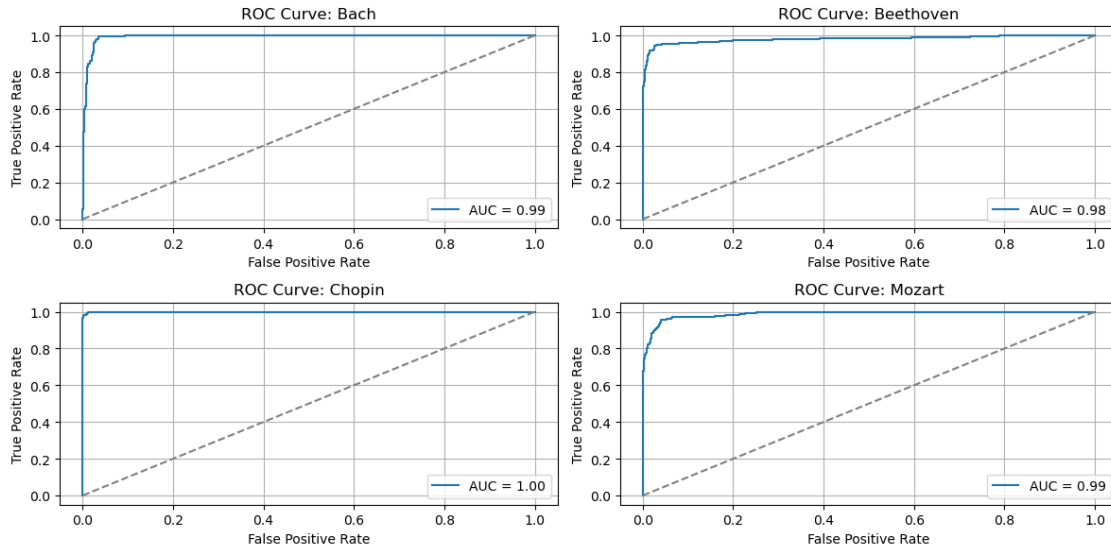 ROC Curve: Bach
True Positive Rate
1.0
0.8
0.6
0.4
0.2
0.0
0.0 0.2 0.4 0.6 0.8 1.0
False Positive Rate
AUC = 0.99
ROC Curve: Beethoven
True Positive Rate
1.0
0.8
0.6
0.4
0.2
0.0
0.0 0.2 0.4 0.6 0.8 1.0
False Positive Rate
AUC = 0.98
ROC Curve: Chopin
True Positive Rate
1.0
0.8
0.6
0.4
0.2
0.0
0.0 0.2 0.4 0.6 0.8 1.0
False Positive Rate
AUC = 1.00
ROC Curve: Mozart
True Positive Rate
1.0
0.8
0.6
0.4
0.2
0.0
0.0 0.2 0.4 0.6 0.8 1.0
False Positive Rate
AUC = 0.99